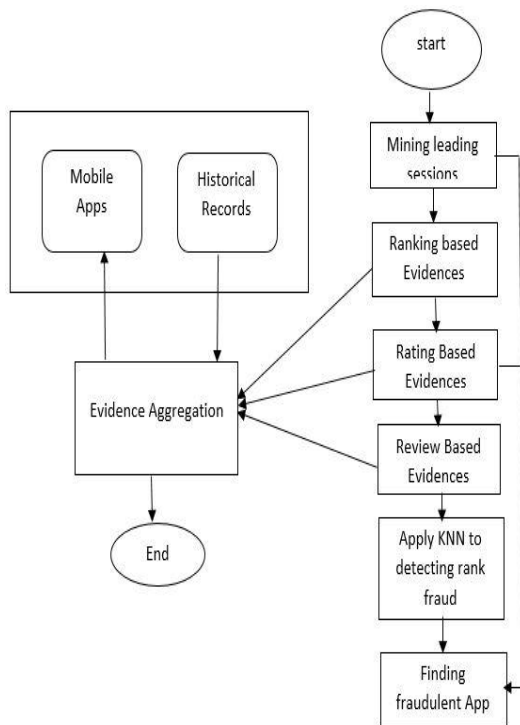 start
Mining leading
sessions
Mobile
Apps
Historical
Records
Ranking based
Evidences
Rating Based
Evidences
Evidence Aggregation
Review Based
Evidences
End
Apply KNN to
detecting rank
fraud
Finding
fraudulent App